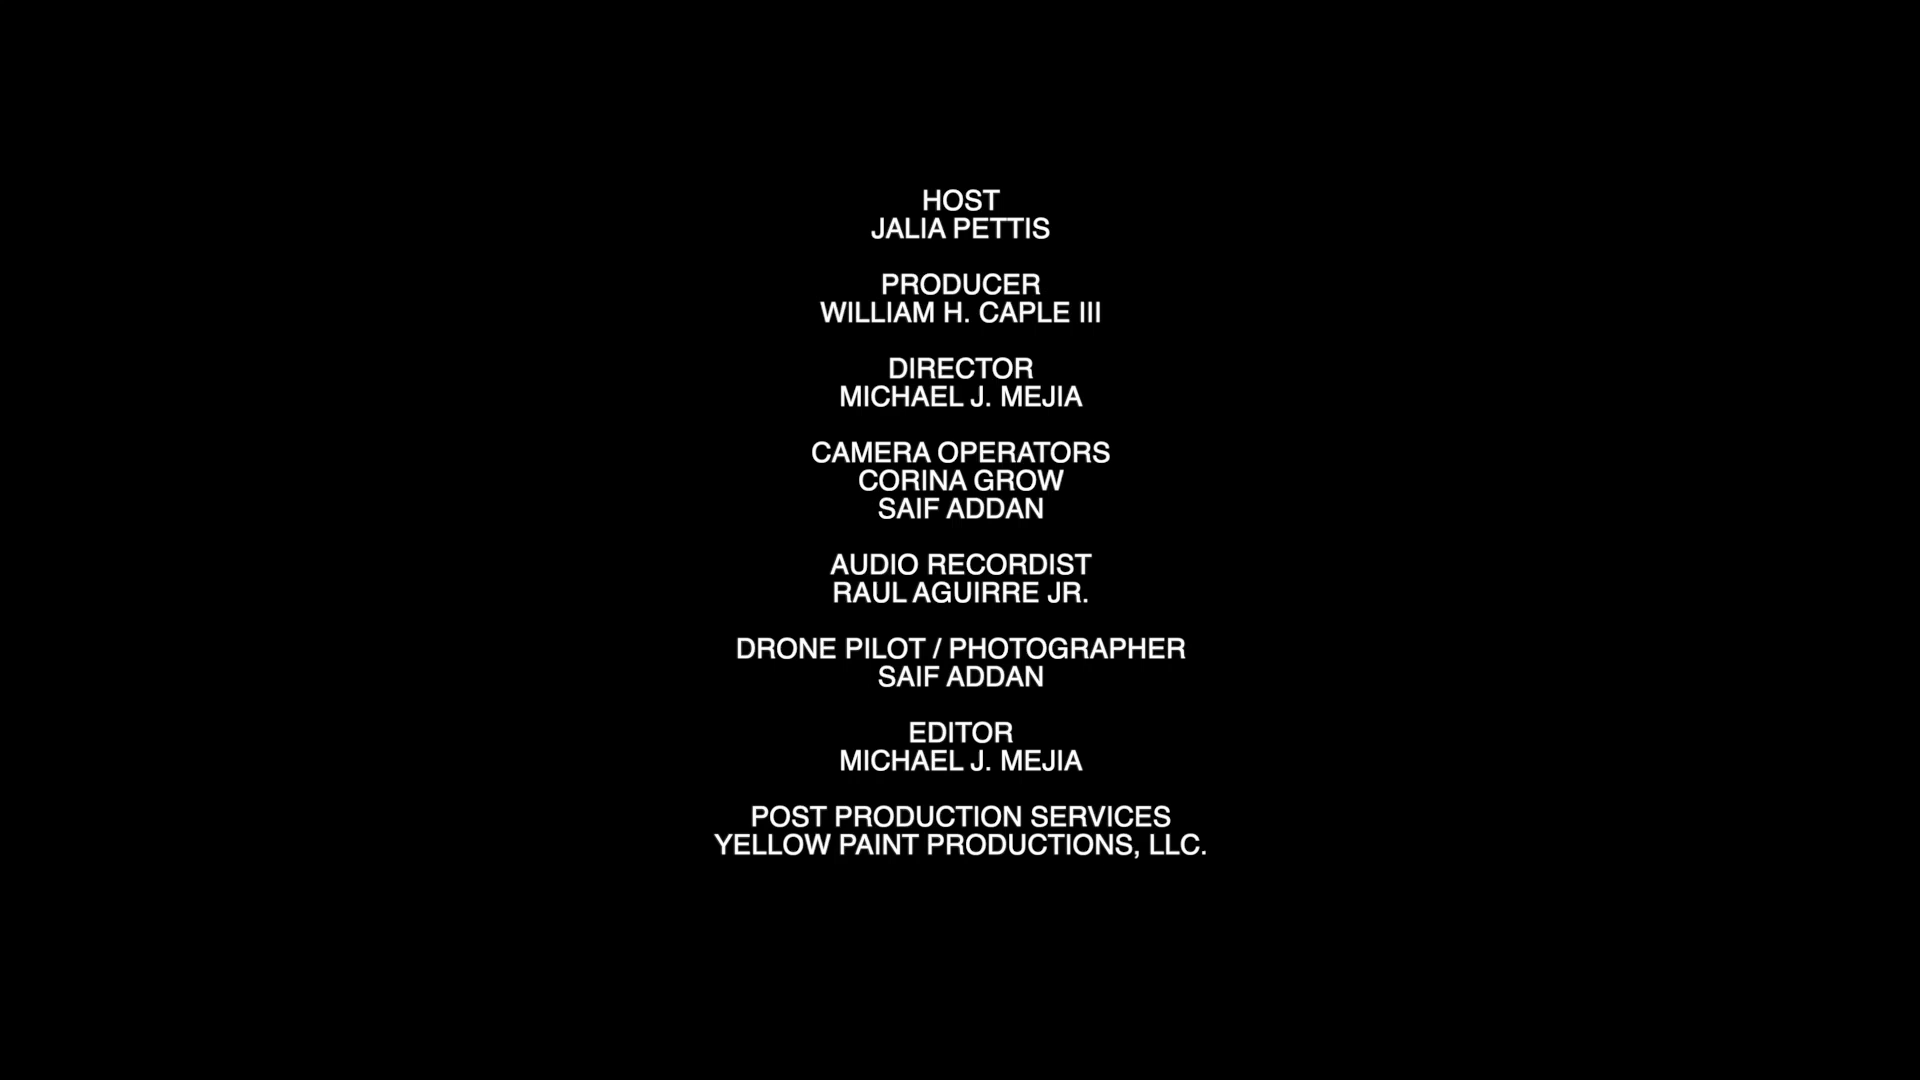 HOST
JALIA PETTIS
PRODUCER
WILLIAM H. CAPLE III
DIRECTOR
MICHAEL J. MEJIA
CAMERA OPERATORS
CORINA GROW
SAIF ADDAN
AUDIO RECORDIST
RAUL AGUIRRE JR.
DRONE PILOT / PHOTOGRAPHER
SAIF ADDAN
EDITOR
MICHAEL J. MEJIA
POST PRODUCTION SERVICES
YELLOW PAINT PRODUCTIONS, LLC.